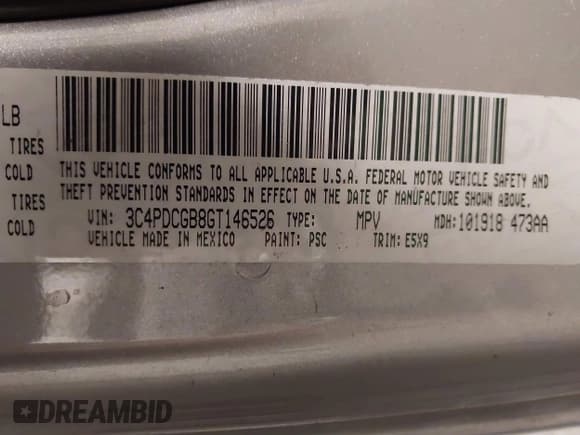 LB
TIRES
COLD THIS VEHICLE CONFORMS TO ALL APPLICABLE U.S.A. FEDERAL MOTOR VEHICLE SAFETY AND
TIRES THEFT PREVENTION STANDARDS IN EFFECT ON THE DATE OF MANUFACTURE SHOWN ABOVE.
COLD VIN: 3C4PDCGB8GT146526 TYPE: MPV MDH:101918 473AA
VEHICLE MADE IN MEXICO PAINT: PSC TRIM: E5X9
DREAMBID